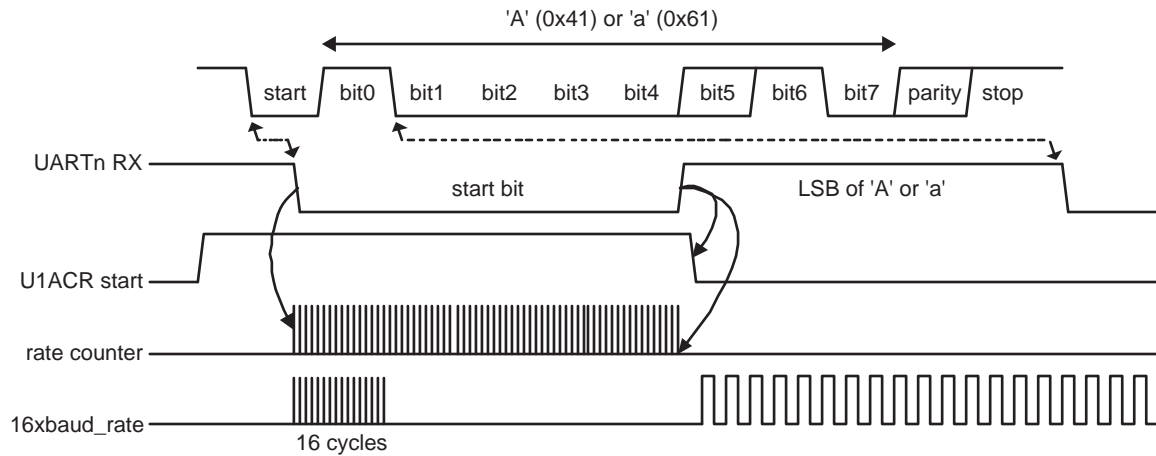 'A' (0x41) or 'a' (0x61)
start bit0 bit1 bit2 bit3 bit4 bit5 bit6 bit7 parity stop
UARTn RX
start bit
LSB of 'A' or 'a'
U1ACR start
rate counter
16xbaud_rate
16 cycles